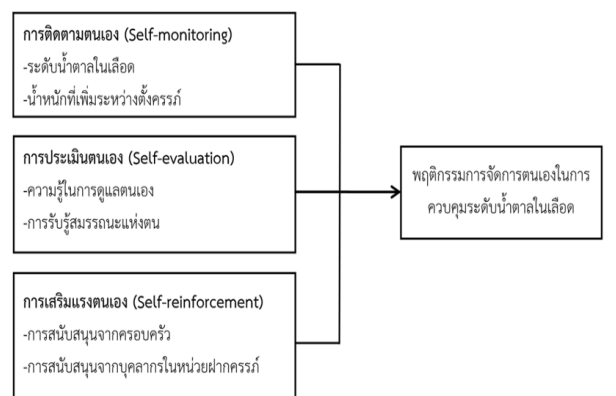 การติดตามตนเอง (Self-monitoring)
-ระดับน้ำตาลในเลือด
-น้ำหนักที่เพิ่มระหว่างตั้งครรภ์
การประเมินตนเอง (Self-evaluation)
-ความรู้ในการดูแลตนเอง
-การรับรู้สมรรถนะแห่งตน
การเสริมแรงตนเอง (Self-reinforcement)
-การสนับสนุนจากครอบครัว
-การสนับสนุนจากบุคลากรในหน่วยฝากครรภ์
พฤติกรรมการจัดการตนเองในการ
ควบคุมระดับน้ำตาลในเลือด